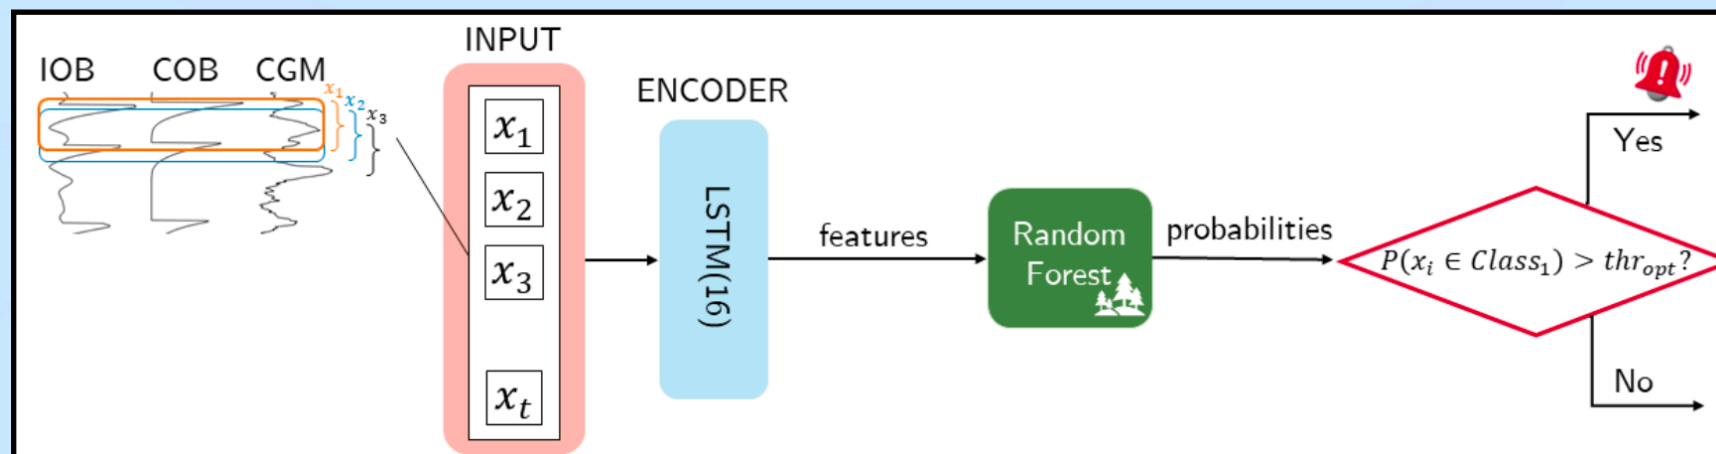 INPUT
IOB COB CGM
x₁ x₂ x₃
x₁
x₂
x₃
xₜ
ENCODER
LSTM(16)
features
Random
Forest
probabilities
P(xᵢ ∈ Class₁) > thrₒₚₜ?
Yes
No